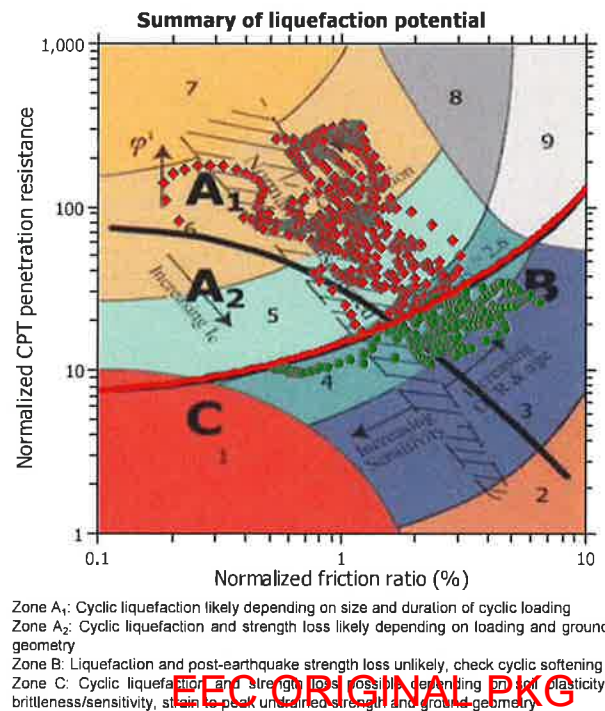 Summary of liquefaction potential
1,000
100
10
1
Normalized CPT penetration resistance
7
8
9
φ'
A1
6
A2
Increasing Ic
5
B
4
3
C
1
Increasing
Sensitivity
2
0.1
1
10
Normalized friction ratio (%)
Zone A1: Cyclic liquefaction likely depending on size and duration of cyclic loading
Zone A2: Cyclic liquefaction and strength loss likely depending on loading and ground
geometry
Zone B: Liquefaction and post-earthquake strength loss unlikely, check cyclic softening
Zone C: Cyclic liquefaction and strength loss possible depending on soil plasticity,
brittleness/sensitivity, strain to peak undrained strength and ground geometry
EEC ORIGINAL PKG